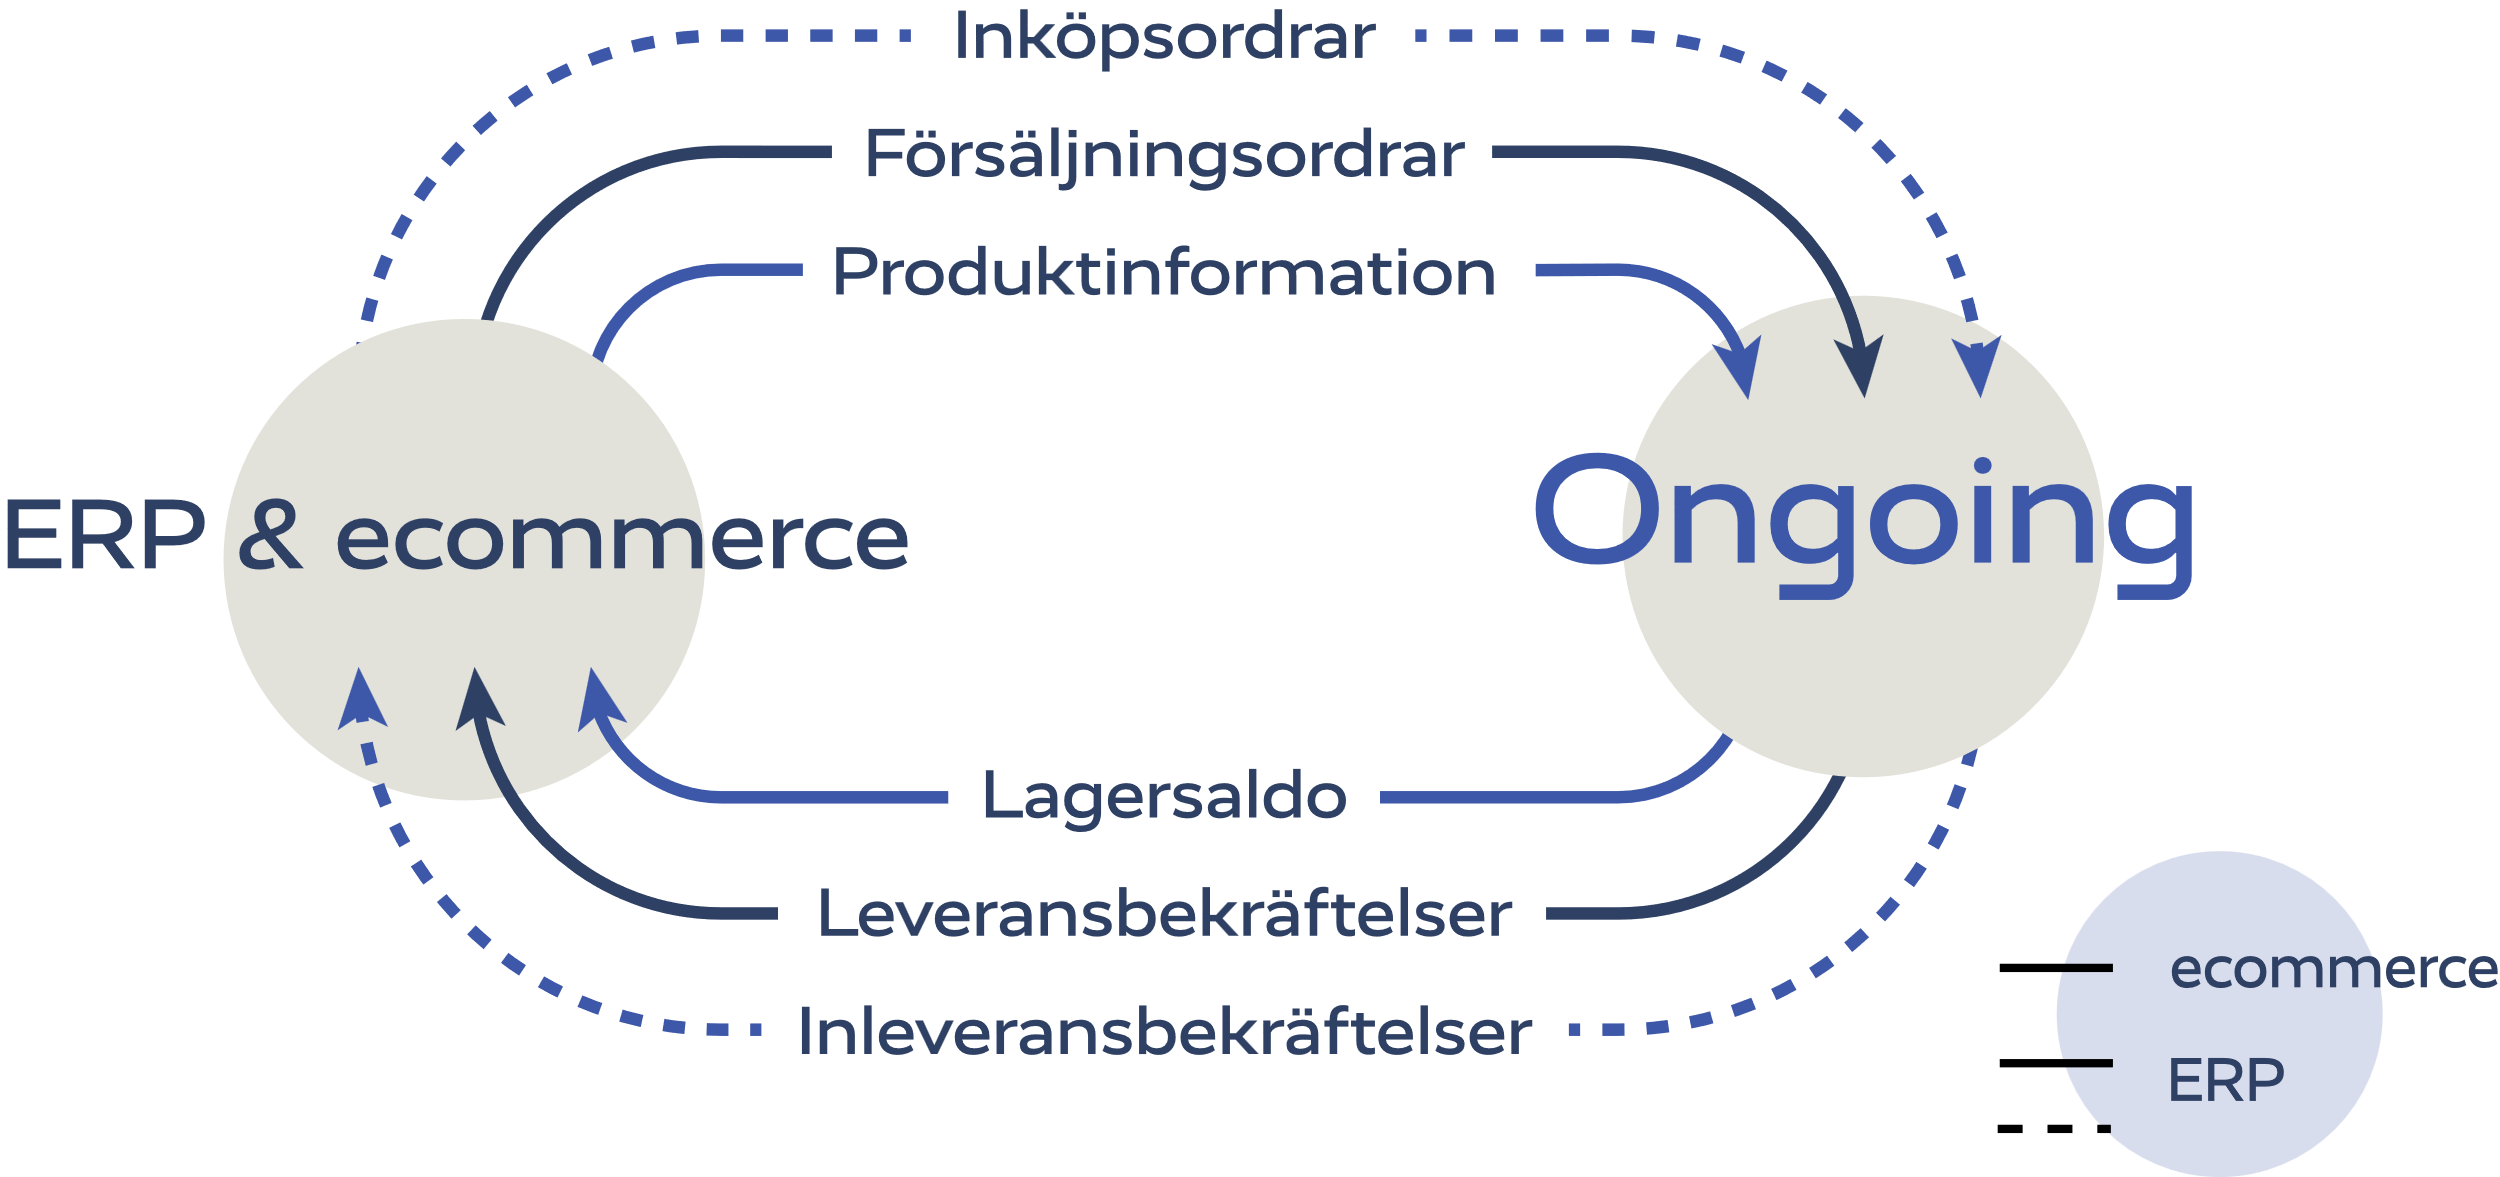 Inköpsordrar
Försäljningsordrar
Produktinformation
ERP & ecommerce
Ongoing
Lagersaldo
Leveransbekräftelser
Inleveransbekräftelser
ecommerce
ERP